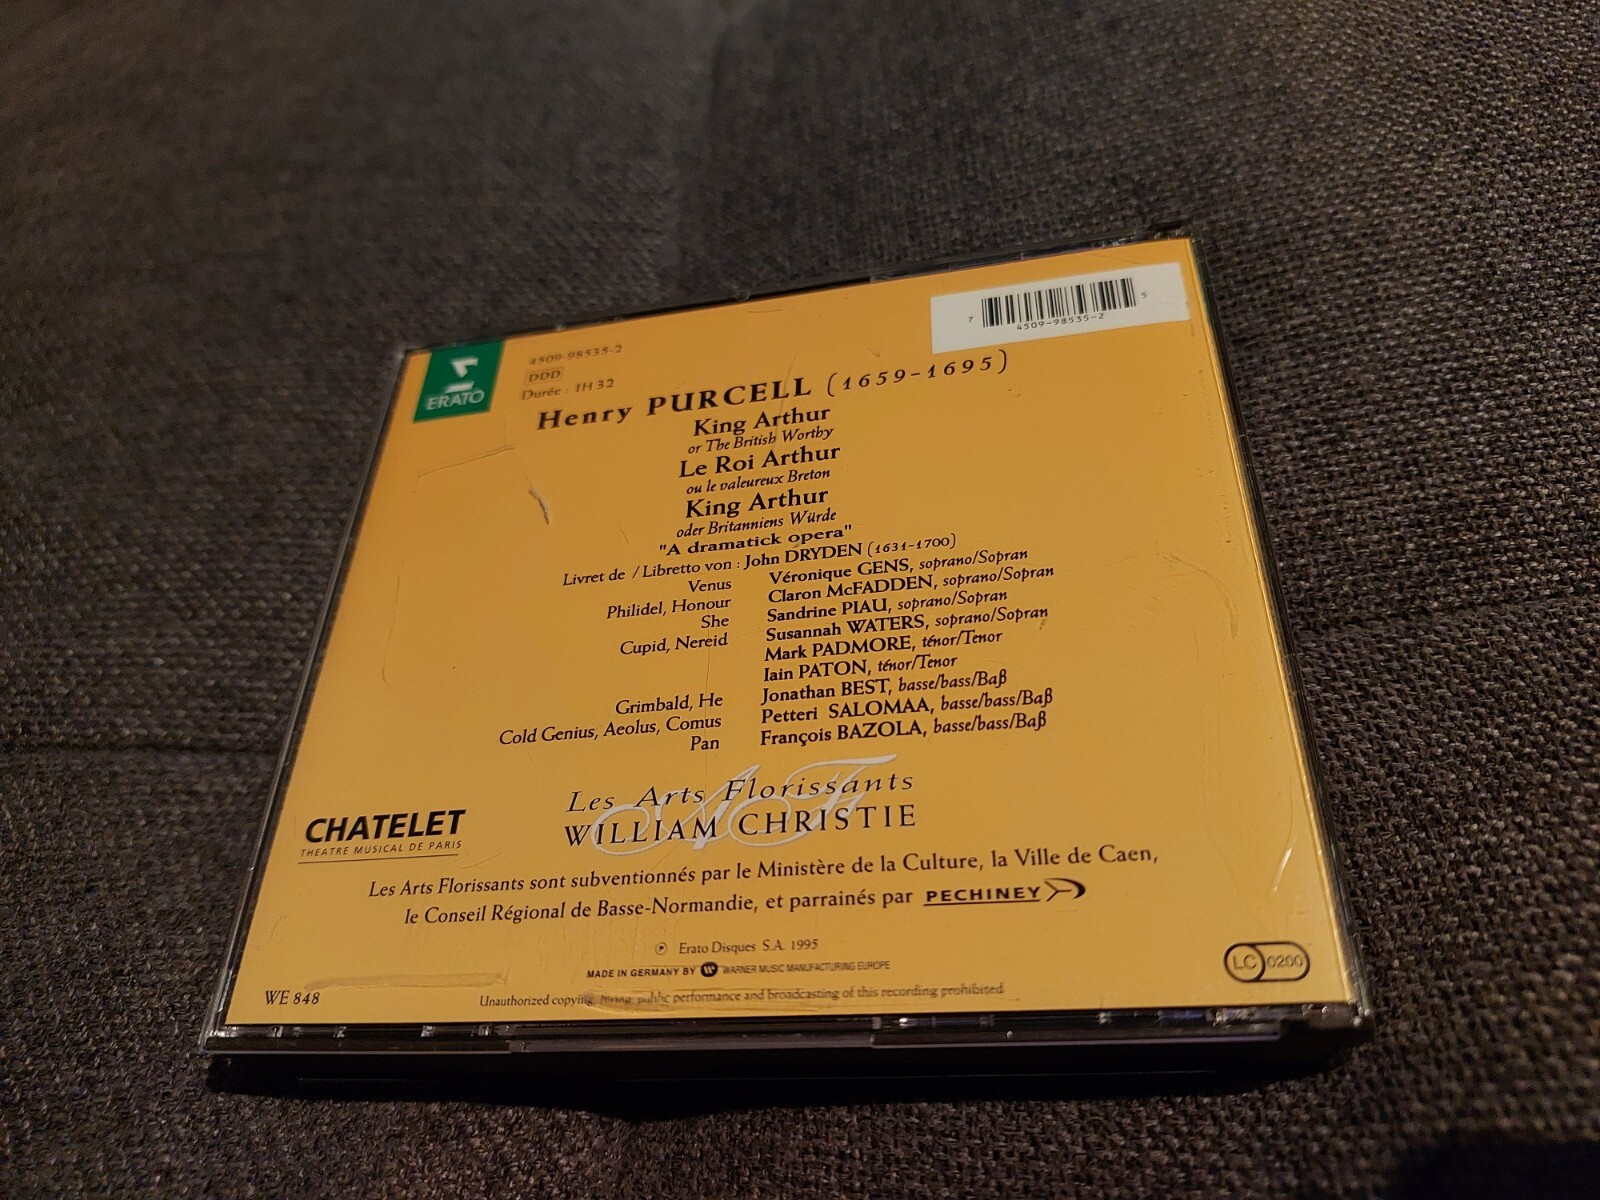 ERATO
4509-98535-2
DDD
Durée : 1H 32
7 4509-98535-2 5
Henry PURCELL (1659-1695)
King Arthur
or The British Worthy
Le Roi Arthur
ou le valeureux Breton
King Arthur
oder Britanniens Würde
"A dramatick opera"
Livret de / Libretto von : John DRYDEN (1631-1700)
Venus Véronique GENS, soprano/Sopran
Philidel, Honour Claron McFADDEN, soprano/Sopran
She Sandrine PIAU, soprano/Sopran
Cupid, Nereid Susannah WATERS, soprano/Sopran
Mark PADMORE, ténor/Tenor
Iain PATON, ténor/Tenor
Grimbald, He Jonathan BEST, basse/bass/Baß
Cold Genius, Aeolus, Comus Petteri SALOMAA, basse/bass/Baß
Pan François BAZOLA, basse/bass/Baß
AF
Les Arts Florissants
WILLIAM CHRISTIE
CHATELET
THEATRE MUSICAL DE PARIS
Les Arts Florissants sont subventionnés par le Ministère de la Culture, la Ville de Caen,
le Conseil Régional de Basse-Normandie, et parrainés par PECHINEY
℗ Erato Disques S.A. 1995
MADE IN GERMANY BY WARNER MUSIC MANUFACTURING EUROPE
LC 0200
WE 848
Unauthorized copying, hiring, public performance and broadcasting of this recording prohibited